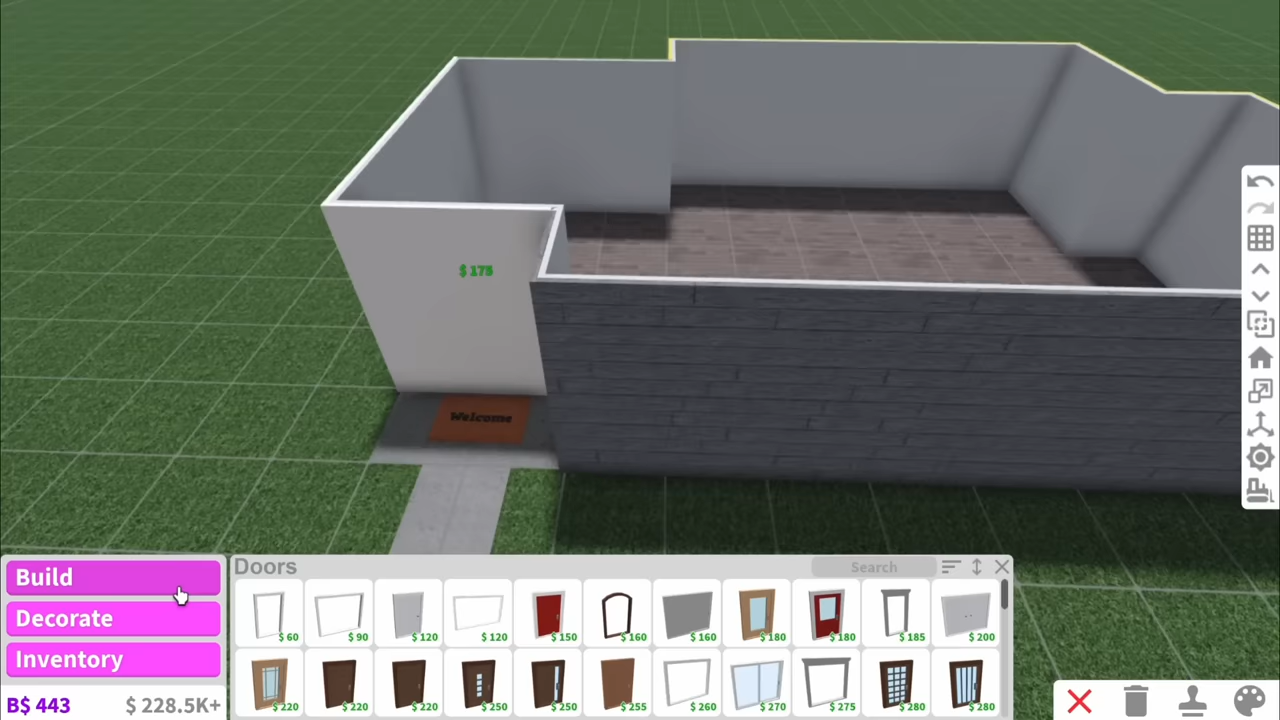 $ 175
Welcome
Build
Decorate
Inventory
B$ 443
$ 228.5K+
Doors
Search
$ 60
$ 90
$ 120
$ 120
$ 150
$ 160
$ 160
$ 180
$ 180
$ 185
$ 200
$ 220
$ 220
$ 220
$ 250
$ 250
$ 255
$ 260
$ 270
$ 275
$ 280
$ 280